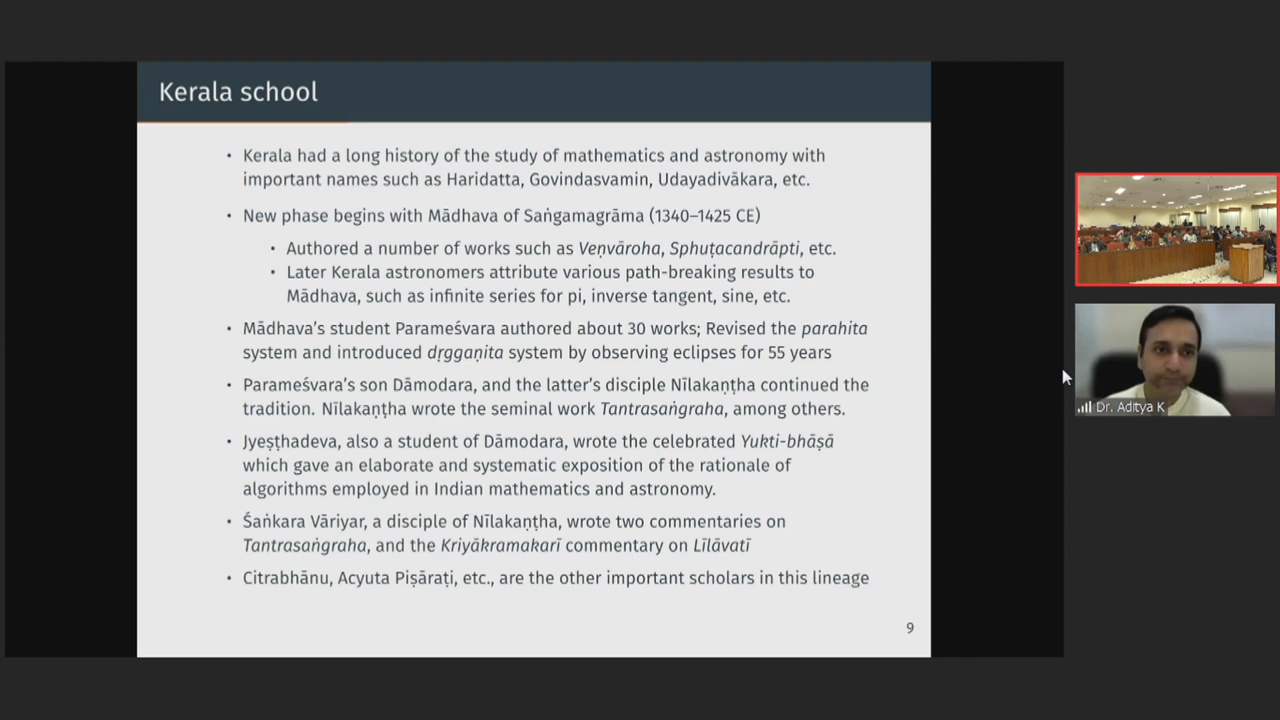 Kerala school
• Kerala had a long history of the study of mathematics and astronomy with
important names such as Haridatta, Govindasvamin, Udayadivākara, etc.
• New phase begins with Mādhava of Saṅgamagrāma (1340–1425 CE)
• Authored a number of works such as Veṇvāroha, Sphuṭacandrāpti, etc.
• Later Kerala astronomers attribute various path-breaking results to
Mādhava, such as infinite series for pi, inverse tangent, sine, etc.
• Mādhava's student Parameśvara authored about 30 works; Revised the parahita
system and introduced dṛggaṇita system by observing eclipses for 55 years
• Parameśvara's son Dāmodara, and the latter's disciple Nīlakaṇṭha continued the
tradition. Nīlakaṇṭha wrote the seminal work Tantrasaṅgraha, among others.
• Jyeṣṭhadeva, also a student of Dāmodara, wrote the celebrated Yukti-bhāṣā
which gave an elaborate and systematic exposition of the rationale of
algorithms employed in Indian mathematics and astronomy.
• Śaṅkara Vāriyar, a disciple of Nīlakaṇṭha, wrote two commentaries on
Tantrasaṅgraha, and the Kriyākramakarī commentary on Līlāvatī
• Citrabhānu, Acyuta Piṣāraṭi, etc., are the other important scholars in this lineage
9
Dr. Aditya K